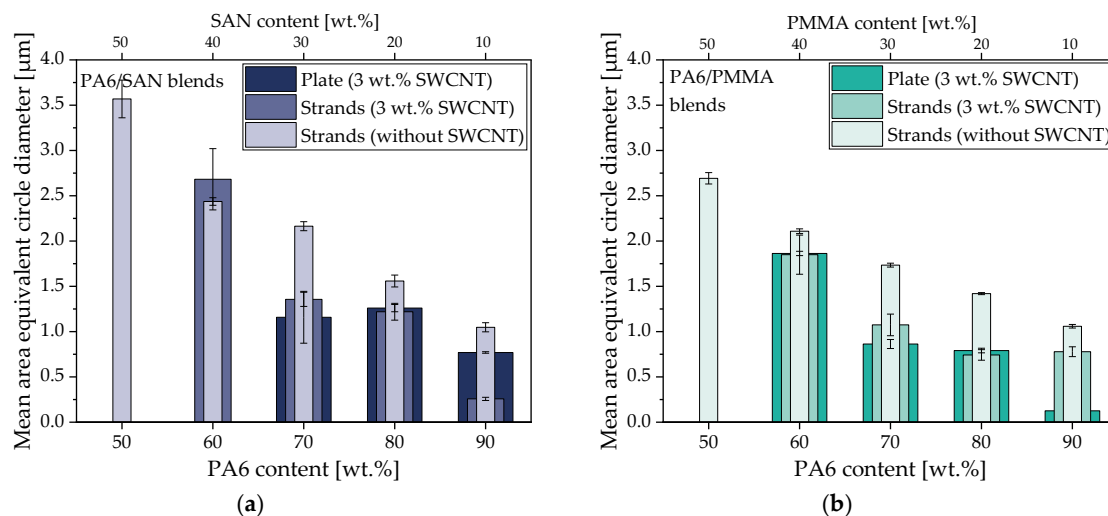 SAN content [wt.%]
50 40 30 20 10
4.0
3.5
3.0
2.5
2.0
1.5
1.0
0.5
0.0
Mean area equivalent circle diameter [µm]
PA6/SAN blends
Plate (3 wt.% SWCNT)
Strands (3 wt.% SWCNT)
Strands (without SWCNT)
50 60 70 80 90
PA6 content [wt.%]
(a)
PMMA content [wt.%]
50 40 30 20 10
4.0
3.5
3.0
2.5
2.0
1.5
1.0
0.5
0.0
Mean area equivalent circle diameter [µm]
PA6/PMMA
blends
Plate (3 wt.% SWCNT)
Strands (3 wt.% SWCNT)
Strands (without SWCNT)
50 60 70 80 90
PA6 content [wt.%]
(b)